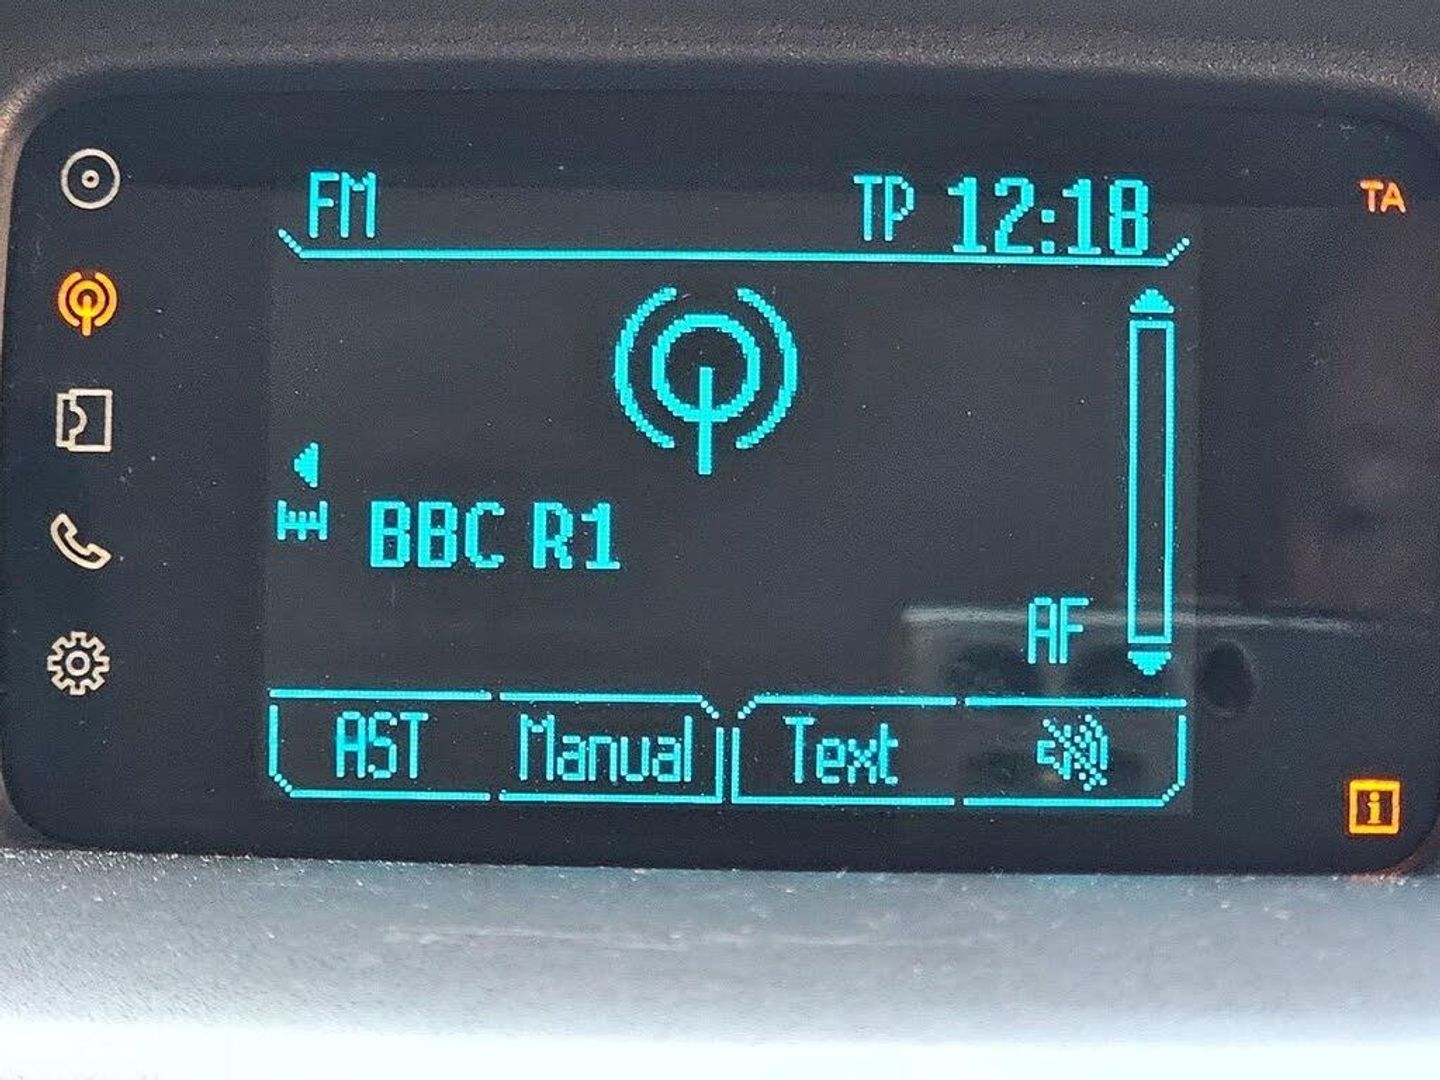 FM TP 12:18
TA
BBC R1
AF
AST Manual Text
i